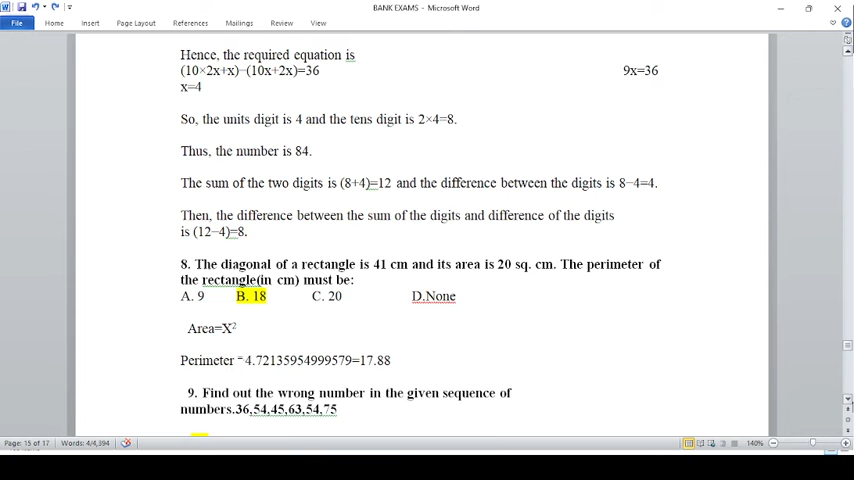 BANK EXAMS - Microsoft Word
File Home Insert Page Layout References Mailings Review View
Hence, the required equation is
(10×2x+x)−(10x+2x)=36 9x=36
x=4
So, the units digit is 4 and the tens digit is 2×4=8.
Thus, the number is 84.
The sum of the two digits is (8+4)=12 and the difference between the digits is 8−4=4.
Then, the difference between the sum of the digits and difference of the digits
is (12−4)=8.
8. The diagonal of a rectangle is 41 cm and its area is 20 sq. cm. The perimeter of
the rectangle(in cm) must be:
A. 9 B. 18 C. 20 D.None
Area=X²
Perimeter =4.72135954999579=17.88
9. Find out the wrong number in the given sequence of
numbers.36,54,45,63,54,75
Page: 15 of 17 Words: 4/4,394 140%